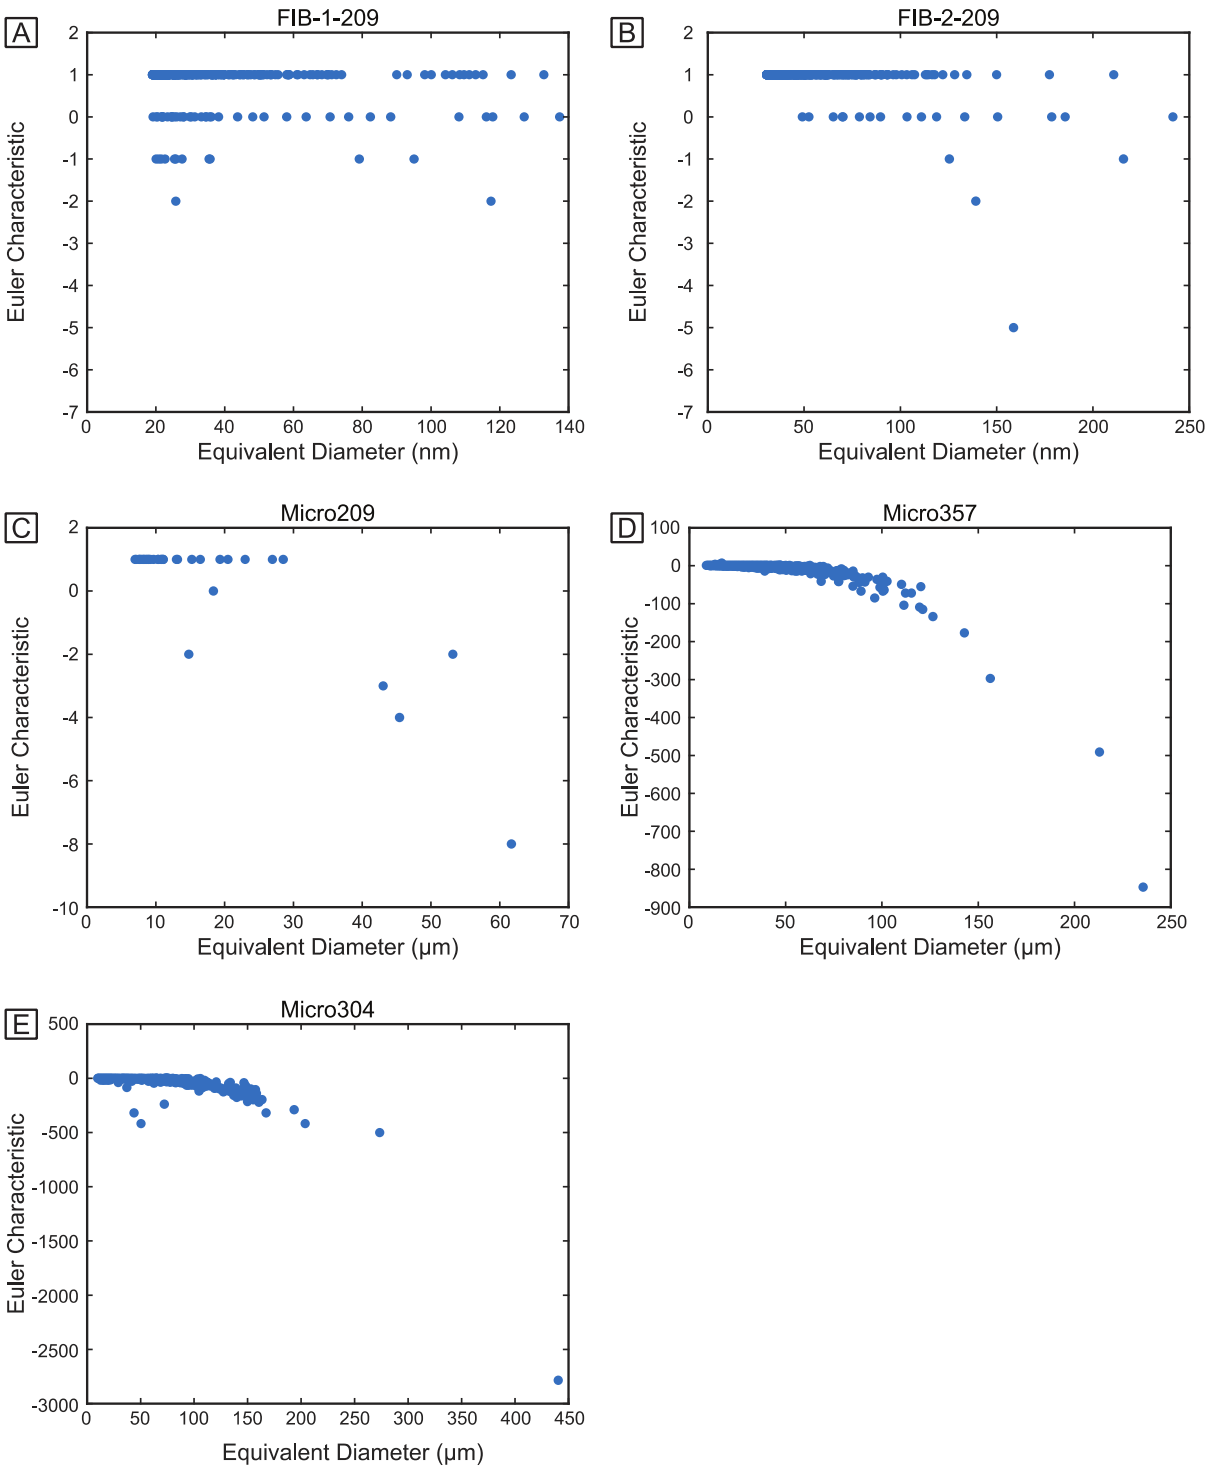 A
FIB-1-209
2
1
0
-1
-2
-3
-4
-5
-6
-7
Euler Characteristic
0 20 40 60 80 100 120 140
Equivalent Diameter (nm)
B
FIB-2-209
2
1
0
-1
-2
-3
-4
-5
-6
-7
Euler Characteristic
0 50 100 150 200 250
Equivalent Diameter (nm)
C
Micro209
2
0
-2
-4
-6
-8
-10
Euler Characteristic
0 10 20 30 40 50 60 70
Equivalent Diameter (µm)
D
Micro357
100
0
-100
-200
-300
-400
-500
-600
-700
-800
-900
Euler Characteristic
0 50 100 150 200 250
Equivalent Diameter (µm)
E
Micro304
500
0
-500
-1000
-1500
-2000
-2500
-3000
Euler Characteristic
0 50 100 150 200 250 300 350 400 450
Equivalent Diameter (µm)